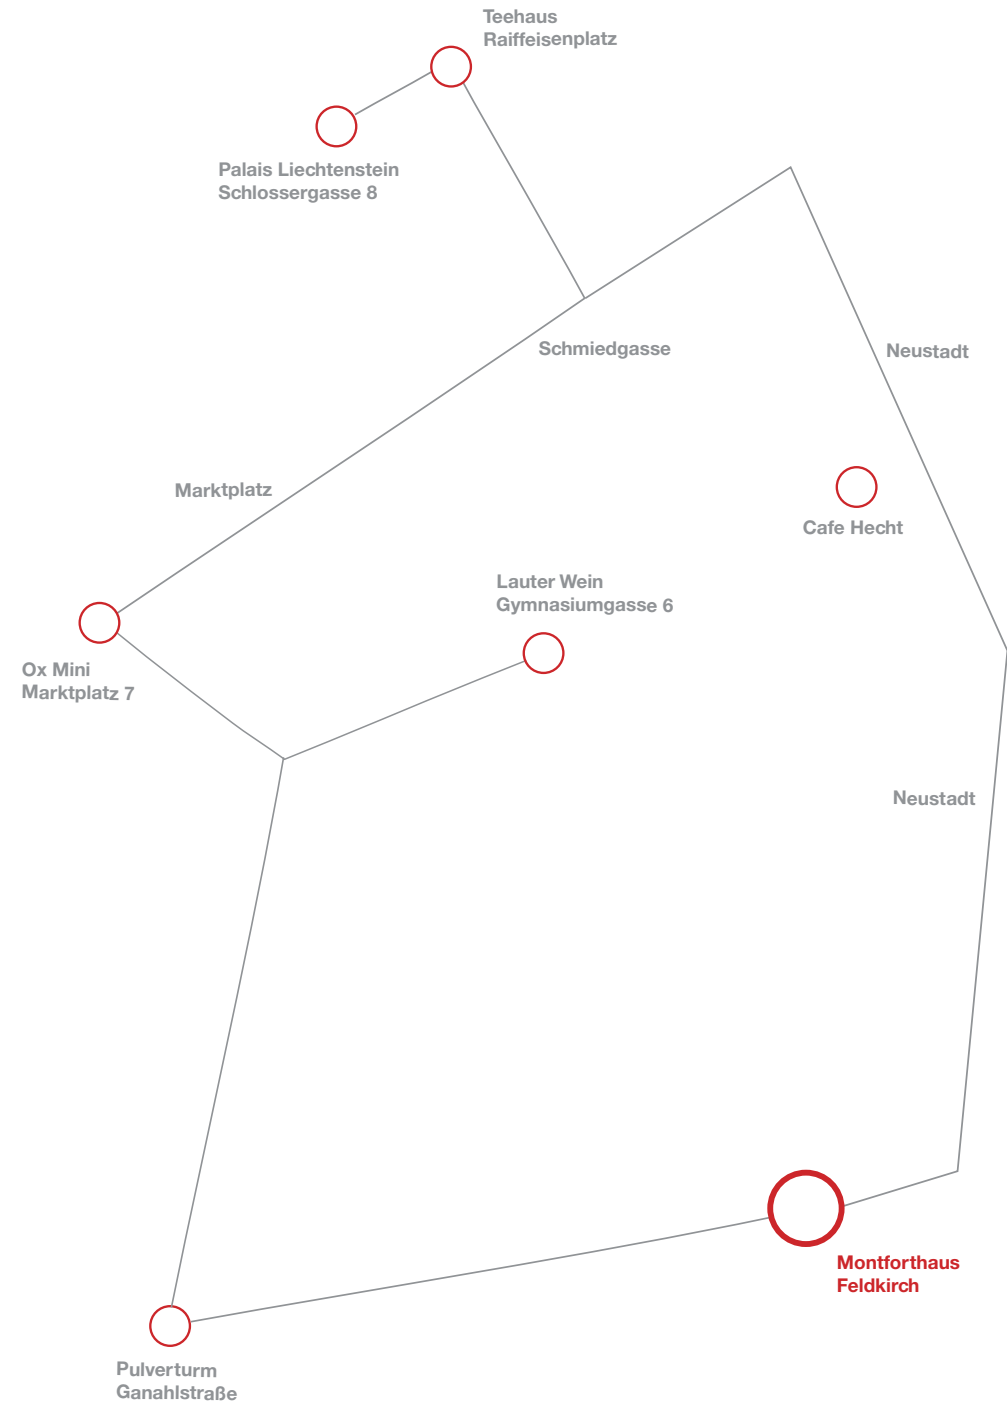 Teehaus
Raiffeisenplatz
Palais Liechtenstein
Schlossergasse 8
Schmiedgasse
Neustadt
Marktplatz
Cafe Hecht
Lauter Wein
Gymnasiumgasse 6
Ox Mini
Marktplatz 7
Neustadt
Montforthaus
Feldkirch
Pulverturm
Ganahlstraße